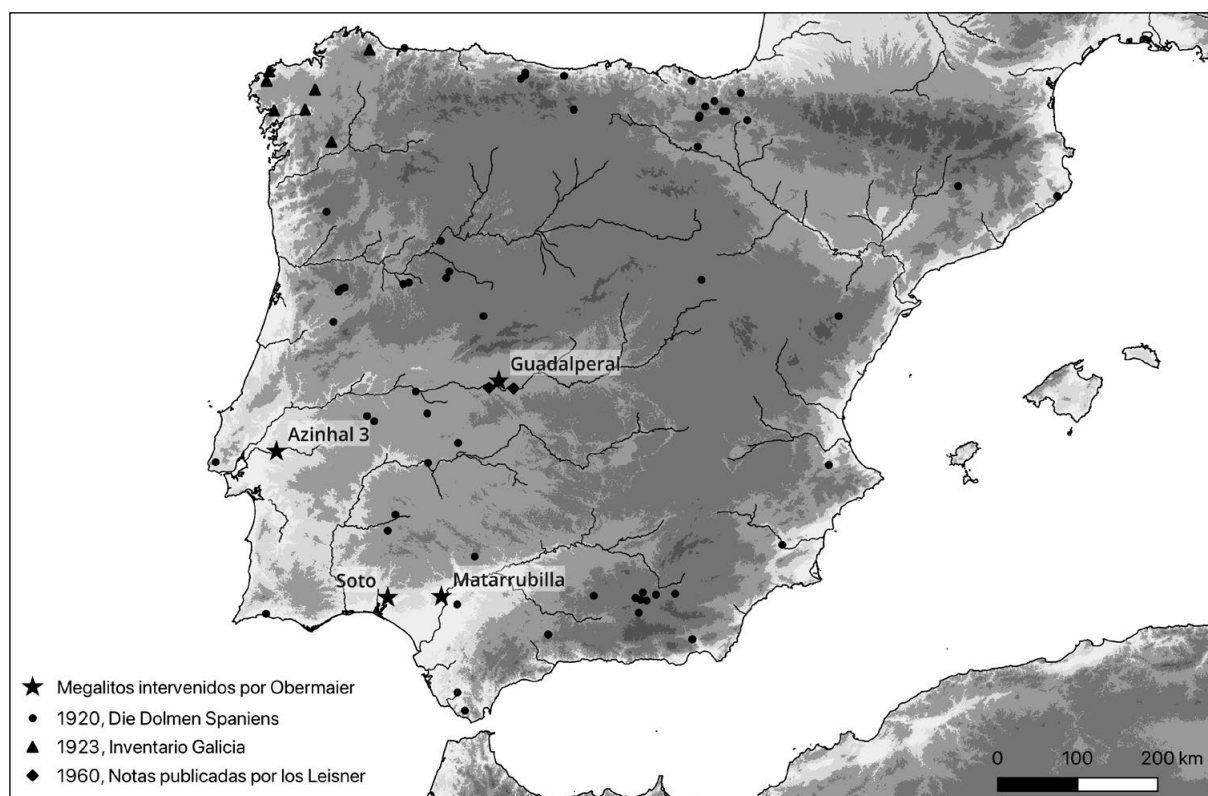 Guadalperal
Azinhal 3
Soto
Matarrubilla
Megalitos intervenidos por Obermaier
1920, Die Dolmen Spaniens
1923, Inventario Galicia
1960, Notas publicadas por los Leisner
0 100 200 km